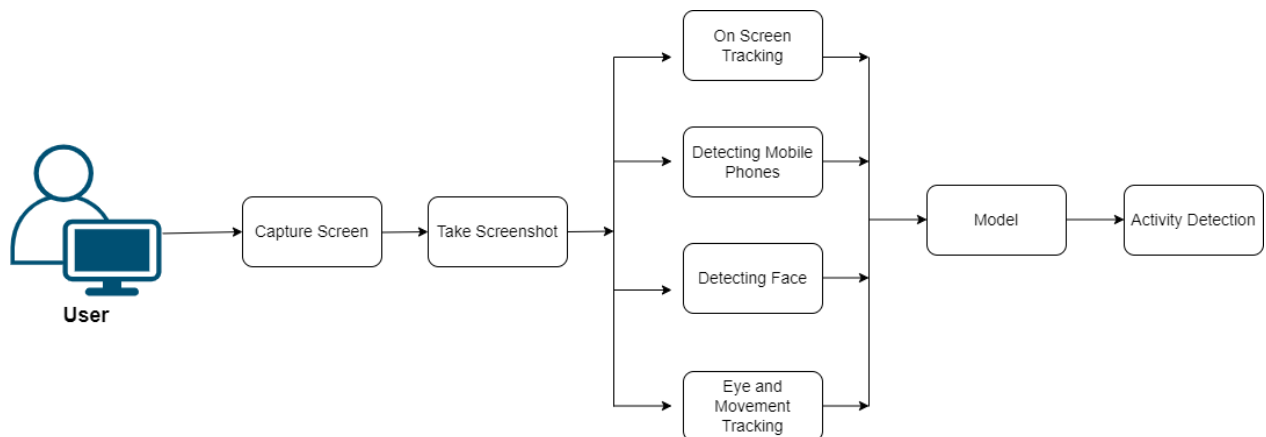 On Screen
Tracking
Detecting Mobile
Phones
Capture Screen
Take Screenshot
Model
Activity Detection
Detecting Face
User
Eye and
Movement
Tracking